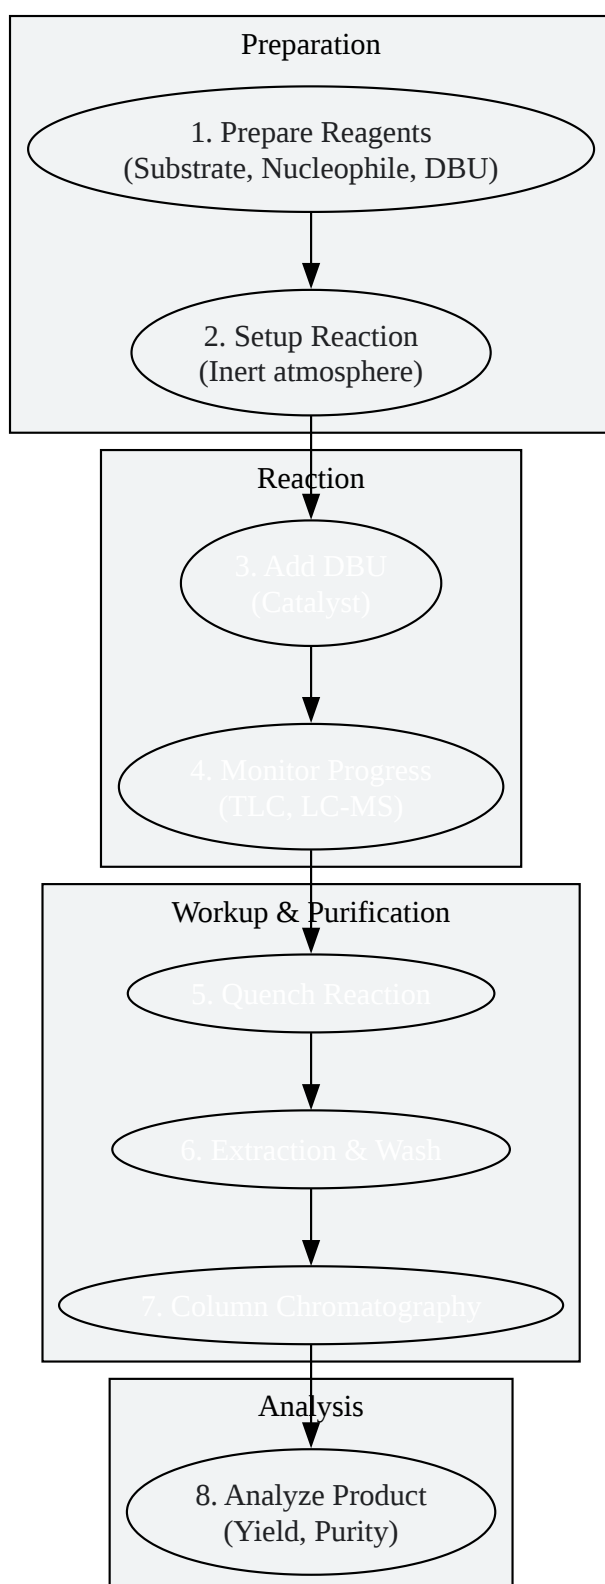 Preparation
1. Prepare Reagents
(Substrate, Nucleophile, DBU)
2. Setup Reaction
(Inert atmosphere)
Reaction
3. Add DBU
(Catalyst)
4. Monitor Progress
(TLC, LC-MS)
Workup & Purification
5. Quench Reaction
6. Extraction & Wash
7. Column Chromatography
Analysis
8. Analyze Product
(Yield, Purity)